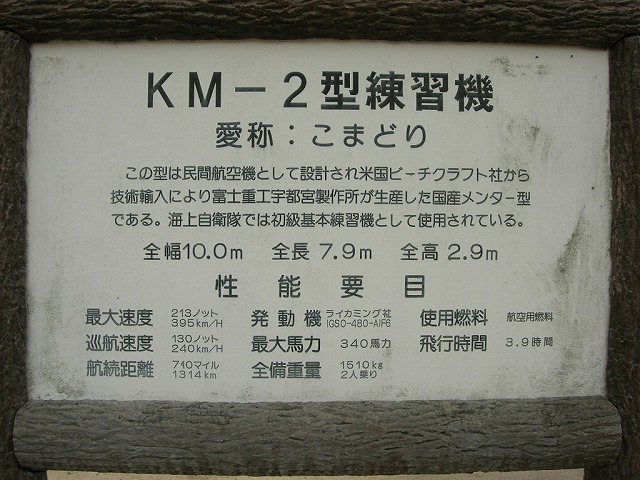 KM－2型練習機
愛称：こまどり
この型は民間航空機として設計され米国ビーチクラフト社から
技術輸入により富士重工宇都宮製作所が生産した国産メンター型
である。海上自衛隊では初級基本練習機として使用されている。
全幅10.0m 全長 7.9m 全高 2.9m
性能要目
最大速度 213ノット 395km/H 発動機 ライカミング社 IGSO-480-AIF6 使用燃料 航空用燃料
巡航速度 130ノット 240km/H 最大馬力 340馬力 飛行時間 3.9時間
航続距離 710マイル 1314km 全備重量 1510kg 2人乗り